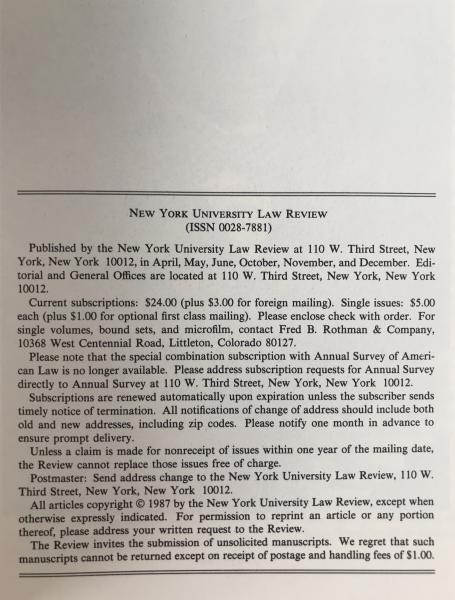 NEW YORK UNIVERSITY LAW REVIEW
(ISSN 0028-7881)
Published by the New York University Law Review at 110 W. Third Street, New
York, New York 10012, in April, May, June, October, November, and December. Edi-
torial and General Offices are located at 110 W. Third Street, New York, New York
10012.
Current subscriptions: $24.00 (plus $3.00 for foreign mailing). Single issues: $5.00
each (plus $1.00 for optional first class mailing). Please enclose check with order. For
single volumes, bound sets, and microfilm, contact Fred B. Rothman & Company,
10368 West Centennial Road, Littleton, Colorado 80127.
Please note that the special combination subscription with Annual Survey of Ameri-
can Law is no longer available. Please address subscription requests for Annual Survey
directly to Annual Survey at 110 W. Third Street, New York, New York 10012.
Subscriptions are renewed automatically upon expiration unless the subscriber sends
timely notice of termination. All notifications of change of address should include both
old and new addresses, including zip codes. Please notify one month in advance to
ensure prompt delivery.
Unless a claim is made for nonreceipt of issues within one year of the mailing date,
the Review cannot replace those issues free of charge.
Postmaster: Send address change to the New York University Law Review, 110 W.
Third Street, New York, New York 10012.
All articles copyright © 1987 by the New York University Law Review, except when
otherwise expressly indicated. For permission to reprint an article or any portion
thereof, please address your written request to the Review.
The Review invites the submission of unsolicited manuscripts. We regret that such
manuscripts cannot be returned except on receipt of postage and handling fees of $1.00.